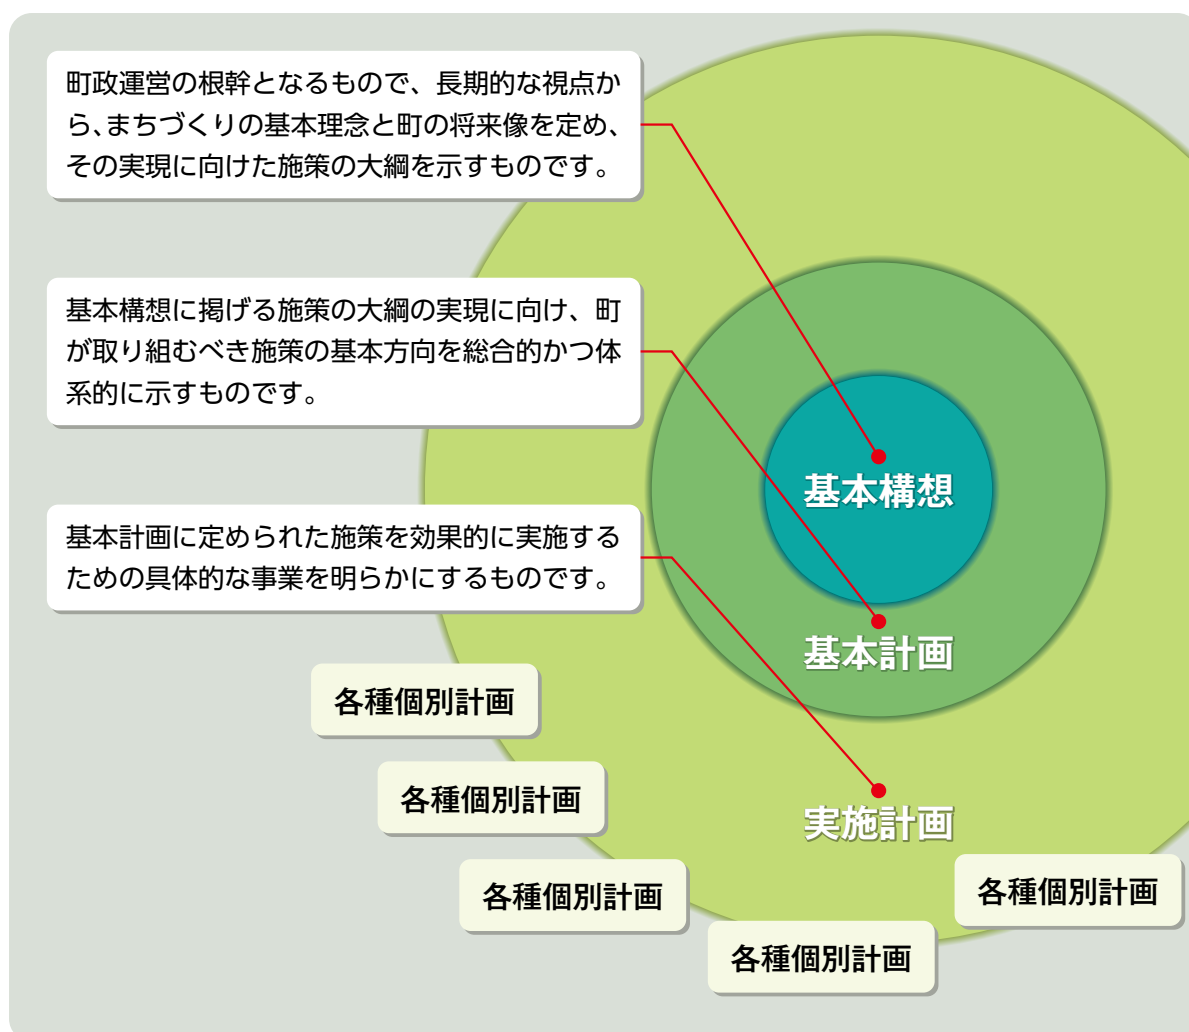 町政運営の根幹となるもので、長期的な視点か
ら、まちづくりの基本理念と町の将来像を定め、
その実現に向けた施策の大綱を示すものです。
基本構想に掲げる施策の大綱の実現に向け、町
が取り組むべき施策の基本方向を総合的かつ体
系的に示すものです。
基本構想
基本計画に定められた施策を効果的に実施する
ための具体的な事業を明らかにするものです。
基本計画
各種個別計画
各種個別計画
実施計画
各種個別計画
各種個別計画
各種個別計画